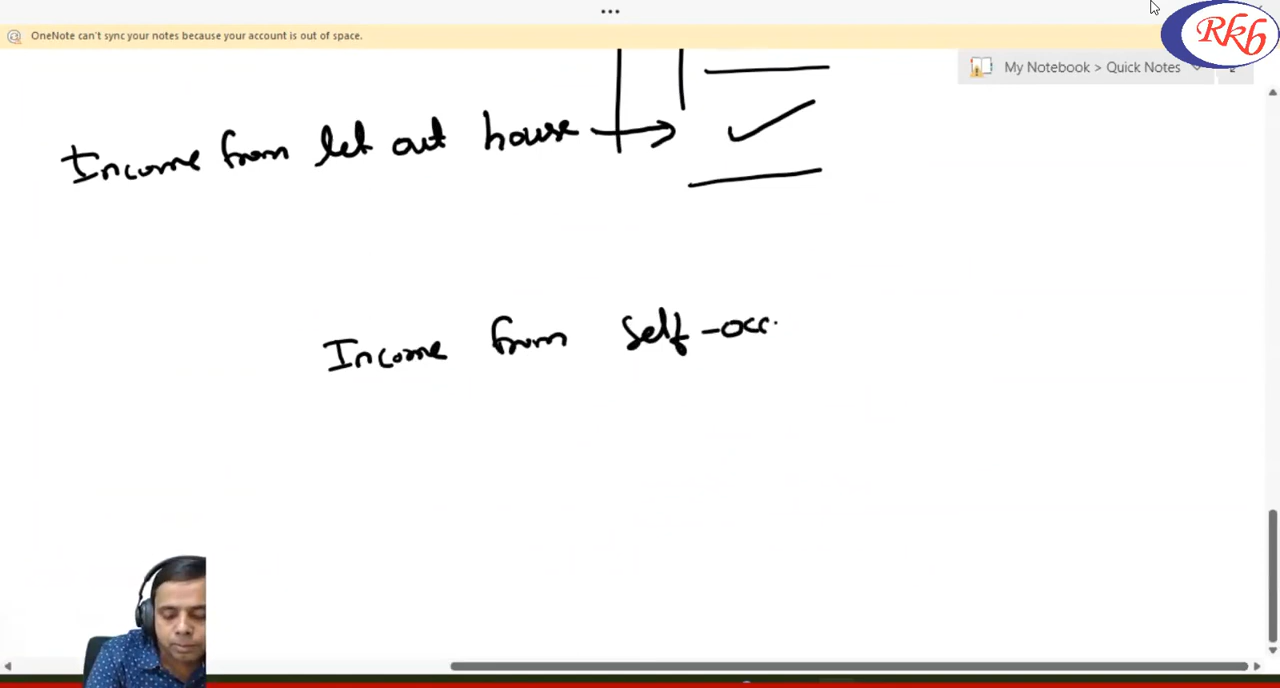 •••
Rkb
OneNote can't sync your notes because your account is out of space.
My Notebook > Quick Notes
Income from let out house
Income from self-occ.